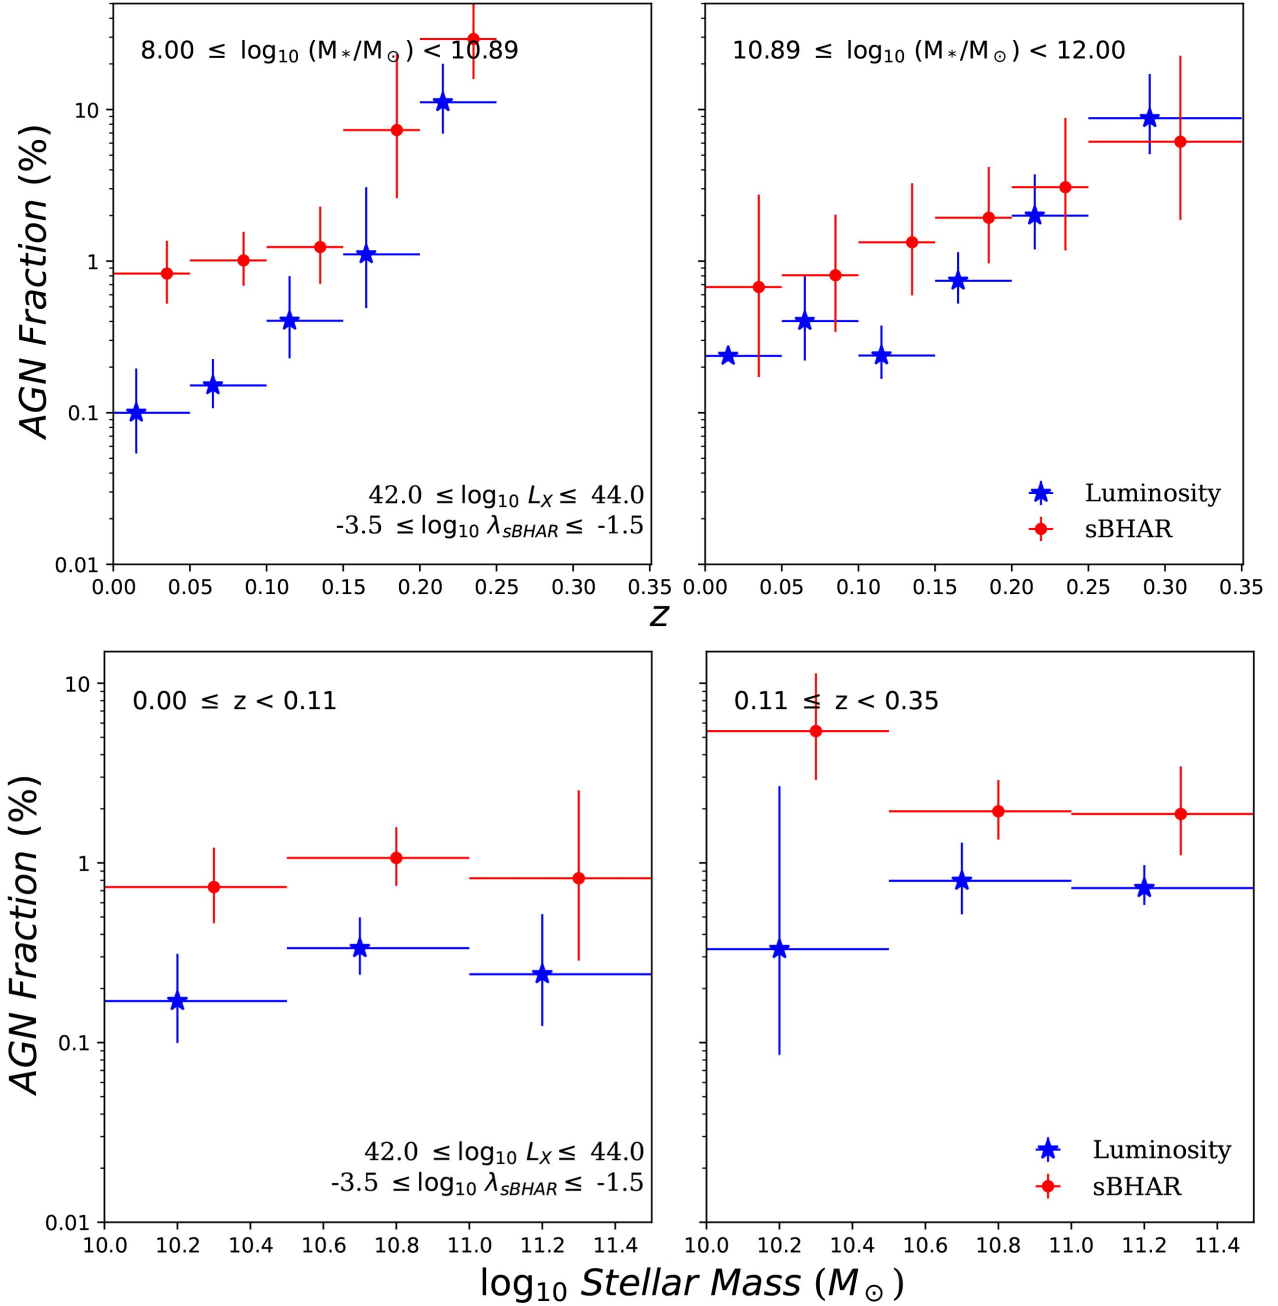 8.00 ≤ log₁₀ (M*/M⊙) < 10.89
10.89 ≤ log₁₀ (M*/M⊙) < 12.00
AGN Fraction (%)
10
1
0.1
0.01
42.0 ≤log₁₀ L_X≤ 44.0
-3.5 ≤log₁₀ λ_sBHAR≤ -1.5
Luminosity
sBHAR
0.00 0.05 0.10 0.15 0.20 0.25 0.30 0.35
0.00 0.05 0.10 0.15 0.20 0.25 0.30 0.35
z
0.00 ≤ z < 0.11
0.11 ≤ z < 0.35
AGN Fraction (%)
10
1
0.1
0.01
42.0 ≤log₁₀ L_X≤ 44.0
-3.5 ≤log₁₀ λ_sBHAR≤ -1.5
Luminosity
sBHAR
10.0 10.2 10.4 10.6 10.8 11.0 11.2 11.4
10.0 10.2 10.4 10.6 10.8 11.0 11.2 11.4
log₁₀ Stellar Mass (M⊙)